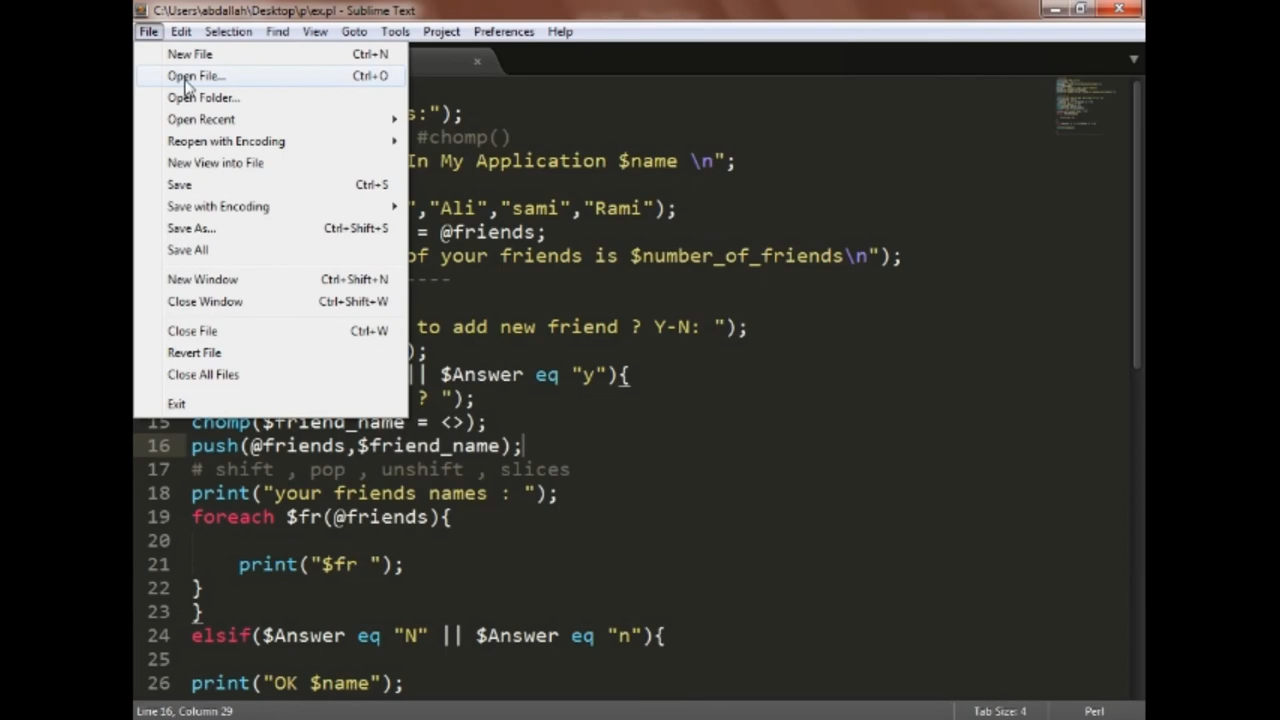 C:\Users\abdallah\Desktop\p\ex.pl - Sublime Text
File Edit Selection Find View Goto Tools Project Preferences Help
New File Ctrl+N
Open File... Ctrl+O
Open Folder...
Open Recent
Reopen with Encoding
New View into File
Save Ctrl+S
Save with Encoding
Save As... Ctrl+Shift+S
Save All
New Window Ctrl+Shift+N
Close Window Ctrl+Shift+W
Close File Ctrl+W
Revert File
Close All Files
Exit
s:");
#chomp()
In My Application $name \n";
","Ali","sami","Rami");
= @friends;
of your friends is $number_of_friends\n");
----
to add new friend ? Y-N: ");
);
|| $Answer eq "y"){
? ");
15 chomp($friend_name = <>);
16 push(@friends,$friend_name);
17 # shift , pop , unshift , slices
18 print("your friends names : ");
19 foreach $fr(@friends){
20
21 print("$fr ");
22 }
23 }
24 elsif($Answer eq "N" || $Answer eq "n"){
25
26 print("OK $name");
Line 16, Column 29 Tab Size: 4 Perl